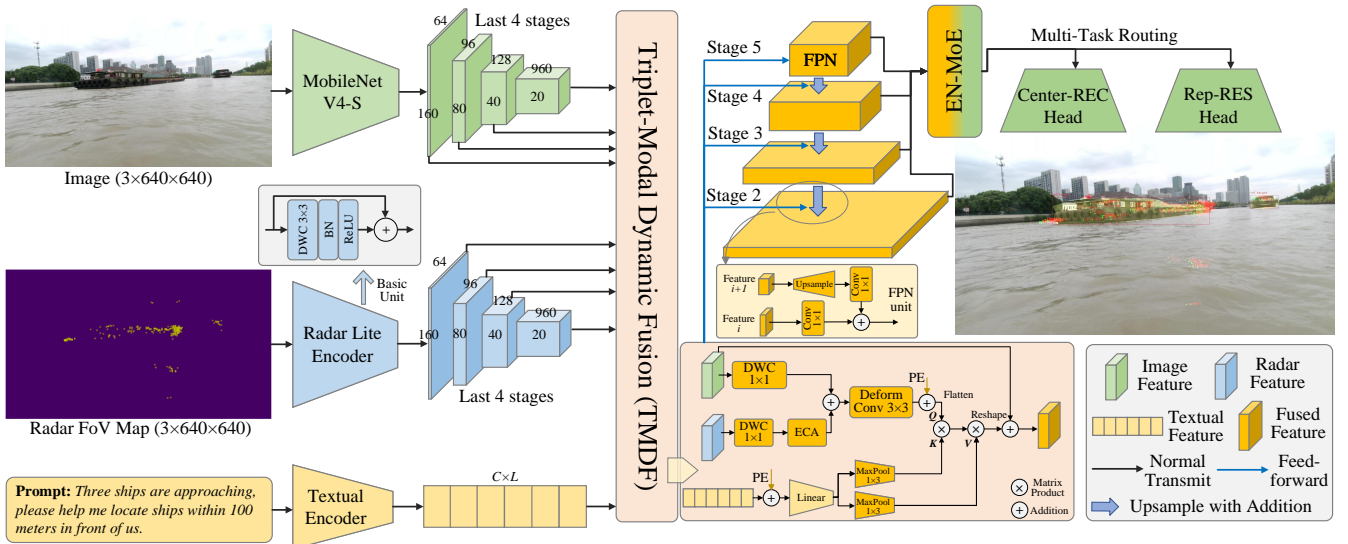 Last 4 stages
64
96
128
960
160
80
40
20
MobileNet
V4-S
Image (3×640×640)
DWC 3×3
BN
ReLU
Basic
Unit
64
96
128
960
160
80
40
20
Radar Lite
Encoder
Last 4 stages
Radar FoV Map (3×640×640)
Prompt: Three ships are approaching,
please help me locate ships within 100
meters in front of us.
Textual
Encoder
C×L
Triplet-Modal Dynamic Fusion (TMDF)
Stage 5
Stage 4
Stage 3
Stage 2
FPN
EN-MoE
Multi-Task Routing
Center-REC
Head
Rep-RES
Head
Feature
i+1
Upsample
Conv
1×1
Feature
i
Conv
1×1
FPN
unit
DWC
1×1
DWC
1×1
ECA
Deform
Conv 3×3
PE
Flatten
Q
K
V
Reshape
PE
Linear
MaxPool
1×3
MaxPool
1×3
Matrix
Product
Addition
Image
Feature
Radar
Feature
Textual
Feature
Fused
Feature
Normal
Transmit
Feed-
forward
Upsample with Addition